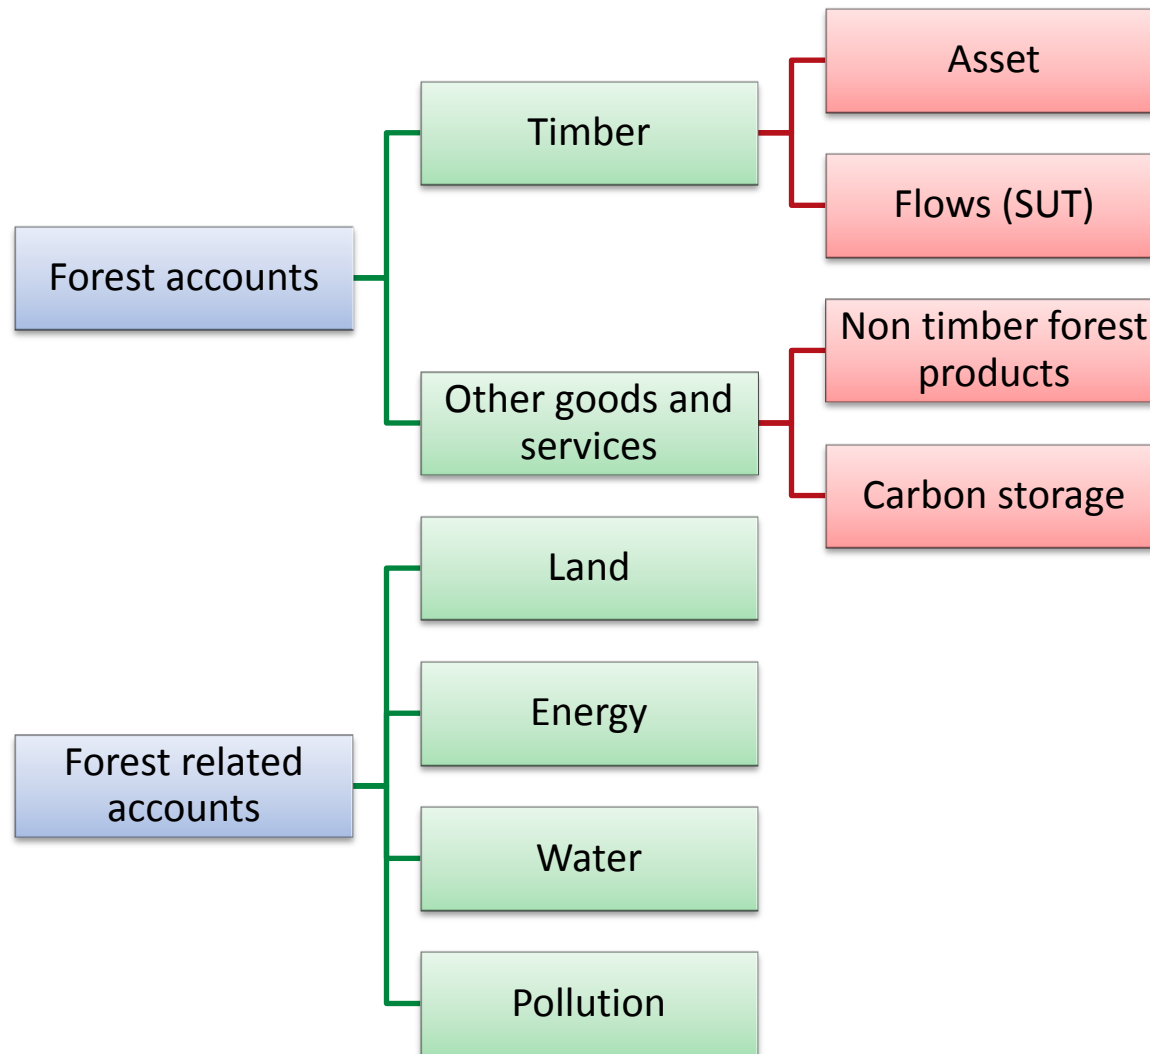 Forest accounts
Timber
Asset
Flows (SUT)
Other goods and
services
Non timber forest
products
Carbon storage
Forest related
accounts
Land
Energy
Water
Pollution